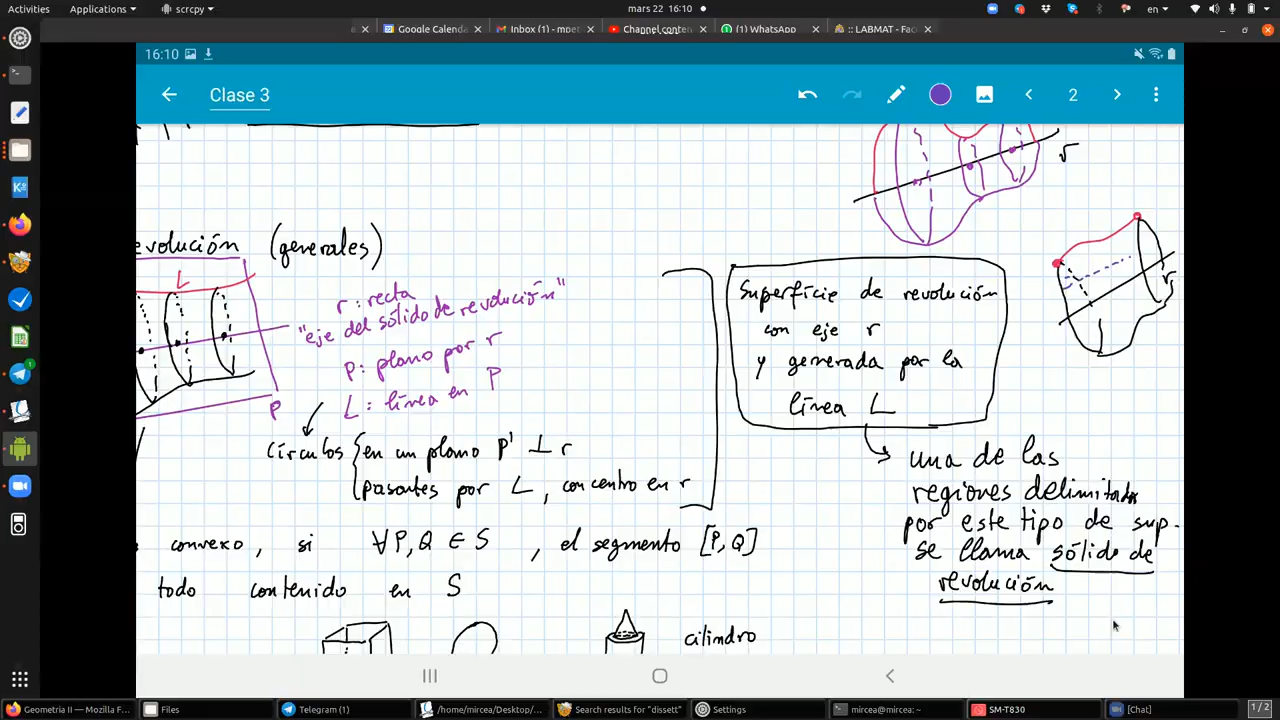 Activities
Applications
scrcpy
mars 22 16:10
en
Google Calenda
Inbox (1) - mpet
Channel content
(1) WhatsApp
:: LABMAT - Fac
16:10
Clase 3
2
r
evolución (generales)
L
r : recta
"eje del sólido de revolución"
P : plano por r
L : línea en P
P
círculos
en un plano P' ⊥ r
pasantes por L, con centro en r
Superficie de revolución
con eje r
y generada por la
línea L
r
una de las
regiones delimitadas
por este tipo de sup.
se llama sólido de
revolución
convexo, si ∀P,Q ∈ S, el segmento [P,Q]
todo contenido en S
cilindro
Geometria II — Mozilla F...
Files
Telegram (1)
/home/mircea/Desktop/...
Search results for "dissett"
Settings
mircea@mircea: ~
SM-T830
[Chat]
1 / 2